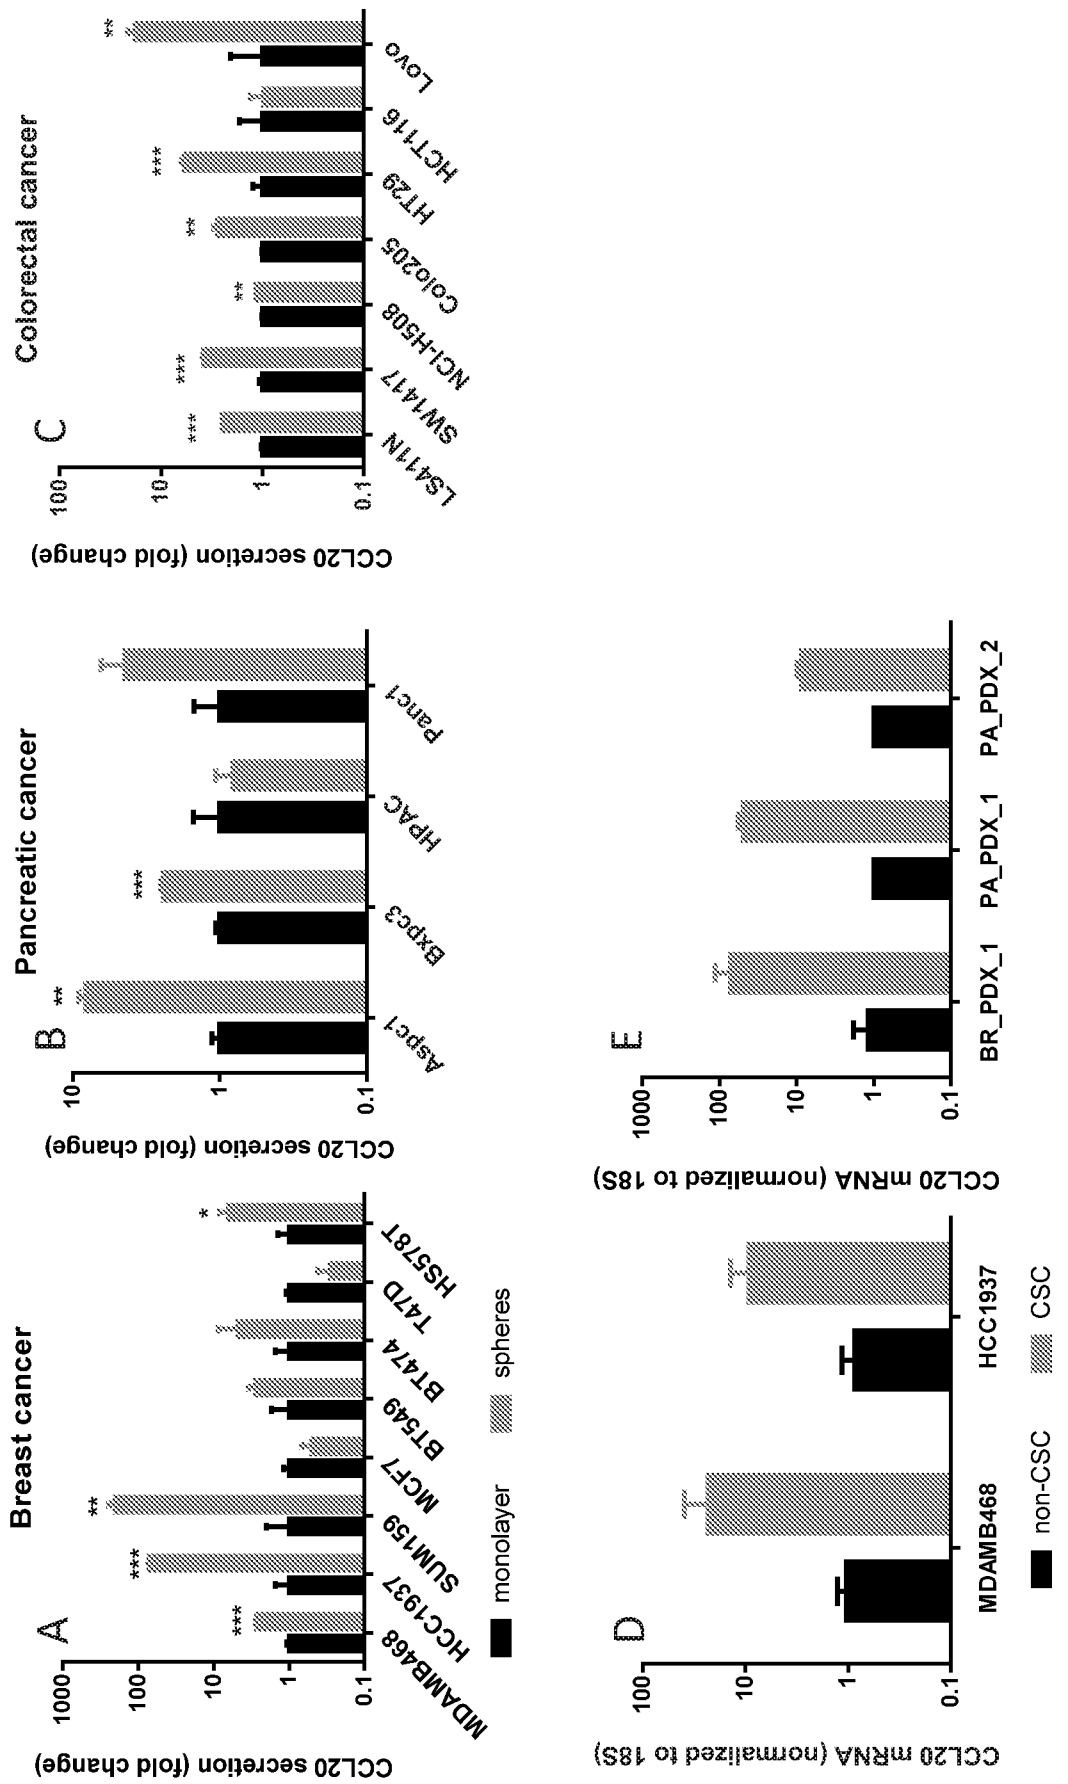 Breast cancer
A
CCL20 secretion (fold change)
1000
100
10
1
0.1
***
***
**
*
MDAMB468
HCC1937
SUM159
MCF7
BT549
BT474
T47D
HS578T
monolayer
spheres
Pancreatic cancer
B
CCL20 secretion (fold change)
10
1
0.1
**
***
Aspc1
Bxpc3
HPAC
Panc1
Colorectal cancer
C
CCL20 secretion (fold change)
100
10
1
0.1
***
***
**
**
***
**
LS411N
SW1417
NCI-H508
Colo205
HT29
HCT116
Lovo
D
CCL20 mRNA (normalized to 18S)
100
10
1
0.1
MDAMB468
HCC1937
non-CSC
CSC
E
CCL20 mRNA (normalized to 18S)
1000
100
10
1
0.1
BR_PDX_1
PA_PDX_1
PA_PDX_2